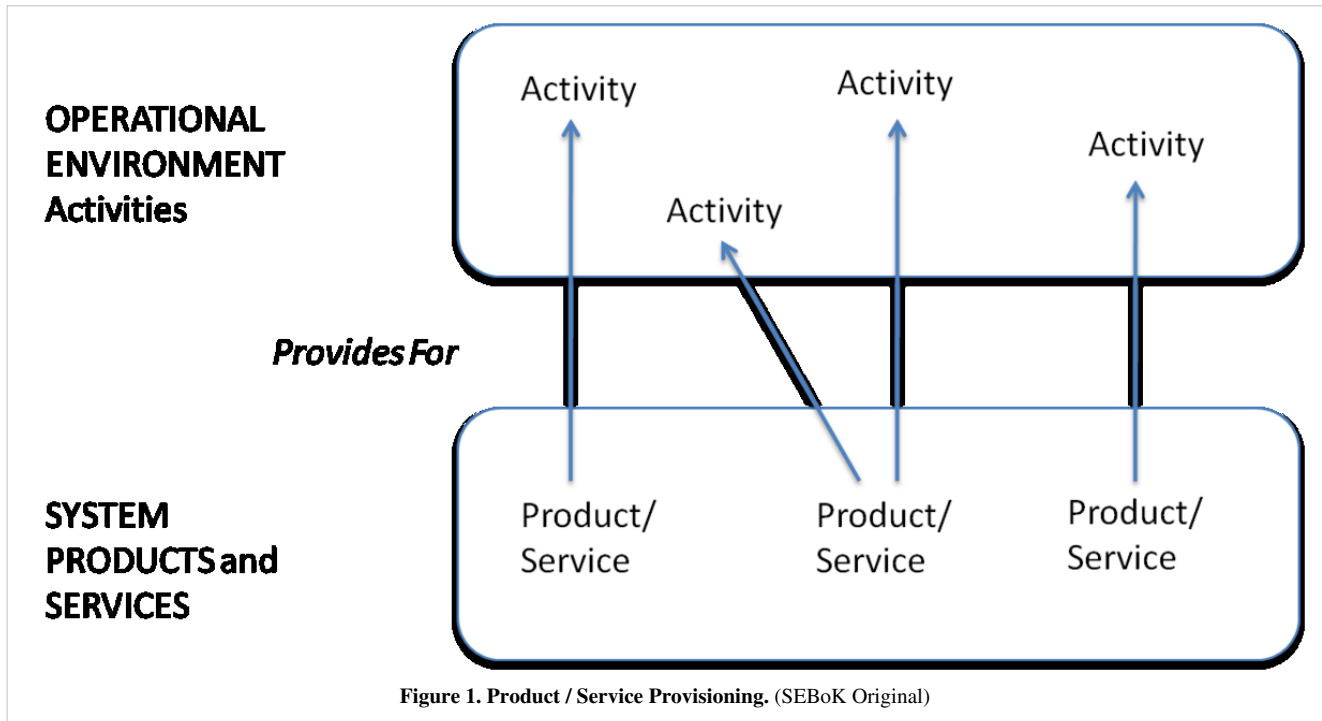 OPERATIONAL
ENVIRONMENT
Activities
Activity
Activity
Activity
Activity
Provides For
SYSTEM
PRODUCTS and
SERVICES
Product/
Service
Product/
Service
Product/
Service
Figure 1. Product / Service Provisioning. (SEBoK Original)